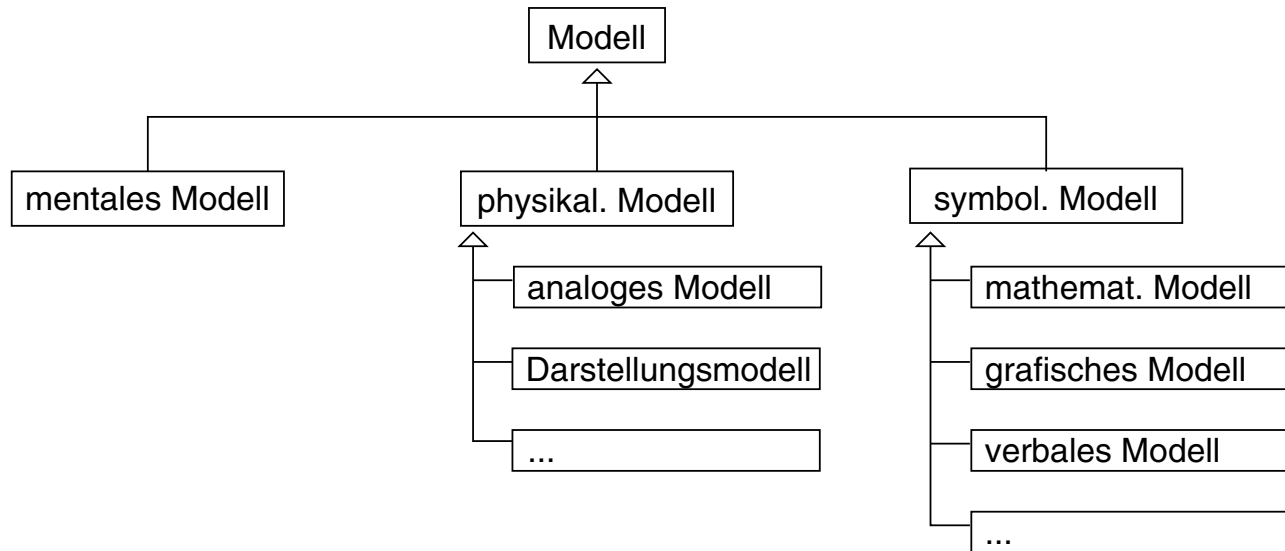 Modell
mentales Modell
physikal. Modell
symbol. Modell
analoges Modell
Darstellungsmodell
...
mathemat. Modell
grafisches Modell
verbales Modell
...